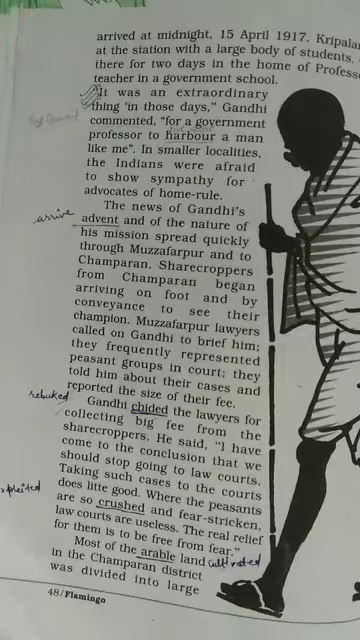 arrived at midnight, 15 April 1917.
at the station with a large body of students.
there for two days in the home of
teacher in a government school.
"It was an extraordinary
thing 'in those days," Gandhi
commented, "for a government
professor to harbour a man
like me". In smaller localities,
the Indians were afraid
to show sympathy for
advocates of home-rule.
The news of Gandhi's
arrive
advent and of the nature of
his mission spread quickly
through Muzzafarpur and to
Champaran. Sharecroppers
from Champaran began
arriving on foot and by
conveyance to see their
champion. Muzzafarpur lawyers
called on Gandhi to brief him;
they frequently represented
peasant groups in court; they
told him about their cases and
reported the size of their fee.
rebuked
Gandhi chided the lawyers for
collecting big fee from the
sharecroppers. He said, "I have
come to the conclusion that we
should stop going to law courts.
Taking such cases to the courts
does litte good. Where the peasants
xploited
are so crushed and fear-stricken,
law courts are useless. The real relief
for them is to be free from fear."
Most of the arable land cultivated
in the Champaran district
was divided into large
48/Flamingo